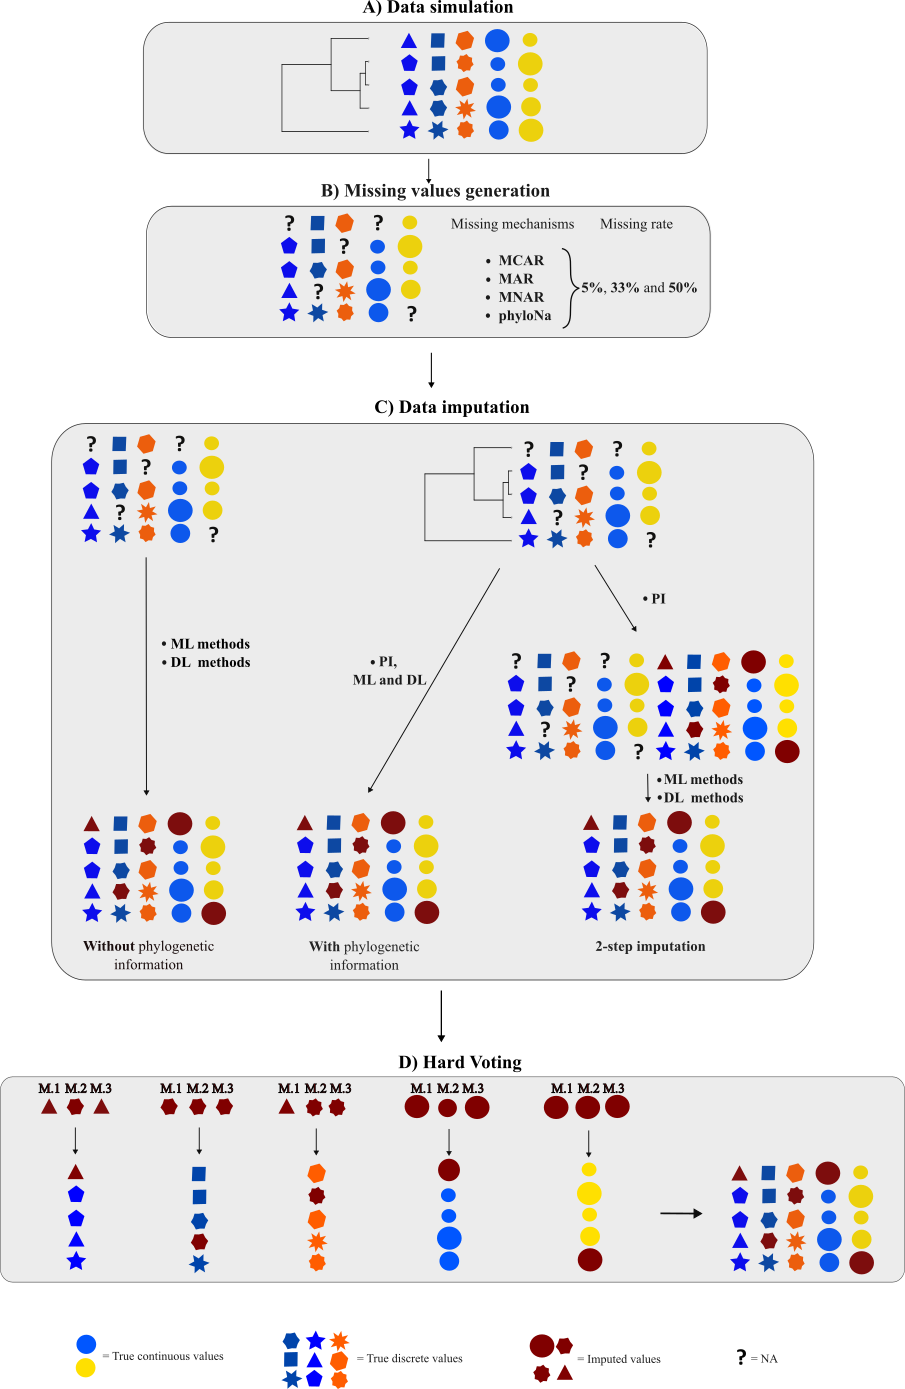 A) Data simulation
B) Missing values generation
? ?
Missing mechanisms Missing rate
?
• MCAR
• MAR
• MNAR
• phyloNa
5%, 33% and 50%
?
?
C) Data imputation
? ?
?
?
?
? ?
?
?
?
• ML methods
• DL methods
• PI,
ML and DL
• PI
? ?
?
?
?
•ML methods
•DL methods
Without phylogenetic
information
With phylogenetic
information
2-step imputation
D) Hard Voting
M.1 M.2 M.3
M.1 M.2 M.3
M.1 M.2 M.3
M.1 M.2 M.3
M.1 M.2 M.3
= True continuous values
= True discrete values
= Imputed values
? = NA